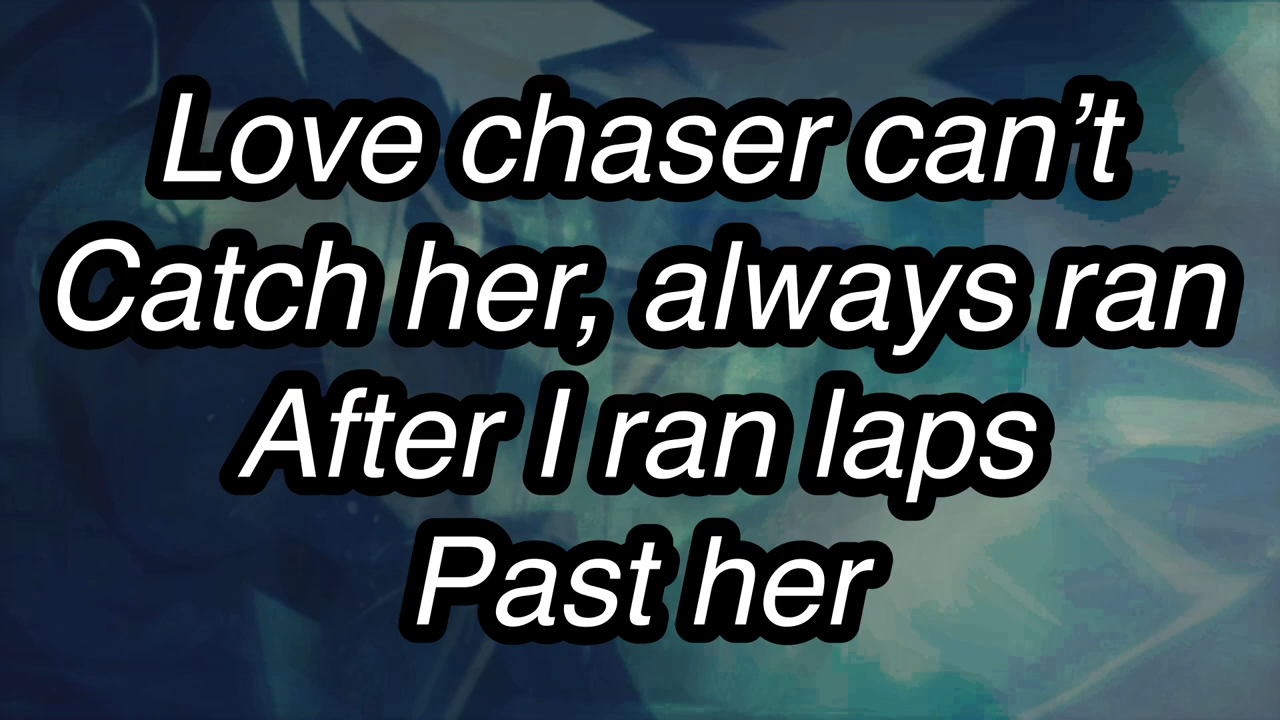 Love chaser can’t
Catch her, always ran
After I ran laps
Past her